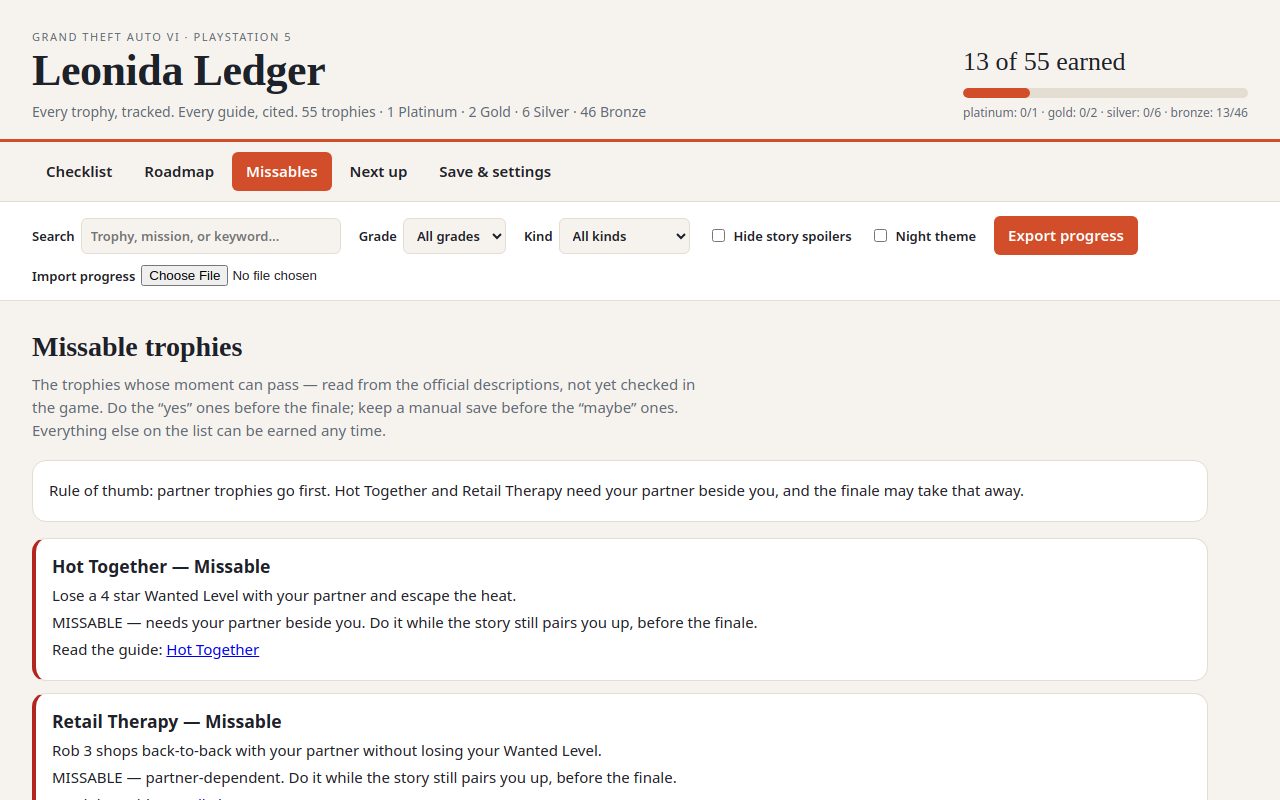 GRAND THEFT AUTO VI · PLAYSTATION 5
Leonida Ledger
Every trophy, tracked. Every guide, cited. 55 trophies · 1 Platinum · 2 Gold · 6 Silver · 46 Bronze
13 of 55 earned
platinum: 0/1 · gold: 0/2 · silver: 0/6 · bronze: 13/46
Checklist Roadmap Missables Next up Save & settings
Search Trophy, mission, or keyword... Grade All grades Kind All kinds Hide story spoilers Night theme Export progress
Import progress Choose File No file chosen
Missable trophies
The trophies whose moment can pass — read from the official descriptions, not yet checked in
the game. Do the “yes” ones before the finale; keep a manual save before the “maybe” ones.
Everything else on the list can be earned any time.
Rule of thumb: partner trophies go first. Hot Together and Retail Therapy need your partner beside you, and the finale may take that away.
Hot Together — Missable
Lose a 4 star Wanted Level with your partner and escape the heat.
MISSABLE — needs your partner beside you. Do it while the story still pairs you up, before the finale.
Read the guide: Hot Together
Retail Therapy — Missable
Rob 3 shops back-to-back with your partner without losing your Wanted Level.
MISSABLE — partner-dependent. Do it while the story still pairs you up, before the finale.